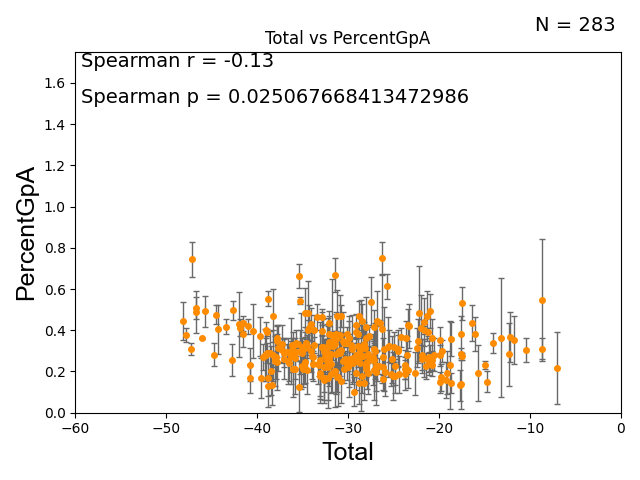 N = 283
Total vs PercentGpA
Spearman r = -0.13
Spearman p = 0.025067668413472986
PercentGpA
1.6
1.4
1.2
1.0
0.8
0.6
0.4
0.2
0.0
−60 −50 −40 −30 −20 −10 0
Total